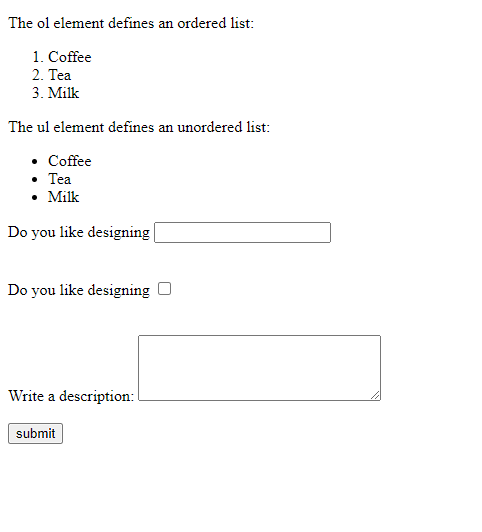 The ol element defines an ordered list:
1. Coffee
2. Tea
3. Milk
The ul element defines an unordered list:
• Coffee
• Tea
• Milk
Do you like designing
Do you like designing
Write a description:
submit